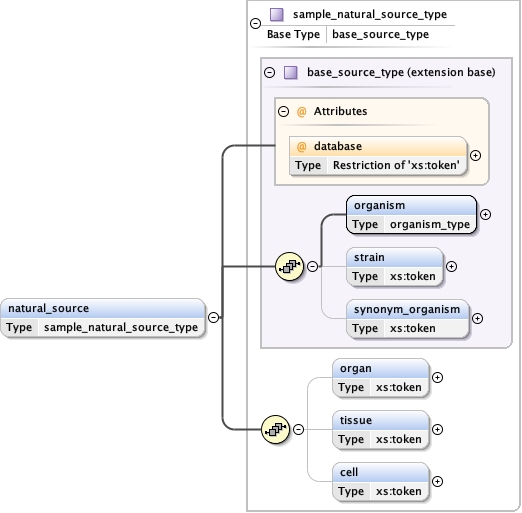 sample_natural_source_type
Base Type base_source_type
base_source_type (extension base)
@ Attributes
@ database
Type Restriction of 'xs:token'
organism
Type organism_type
strain
Type xs:token
natural_source
Type sample_natural_source_type
synonym_organism
Type xs:token
organ
Type xs:token
tissue
Type xs:token
cell
Type xs:token